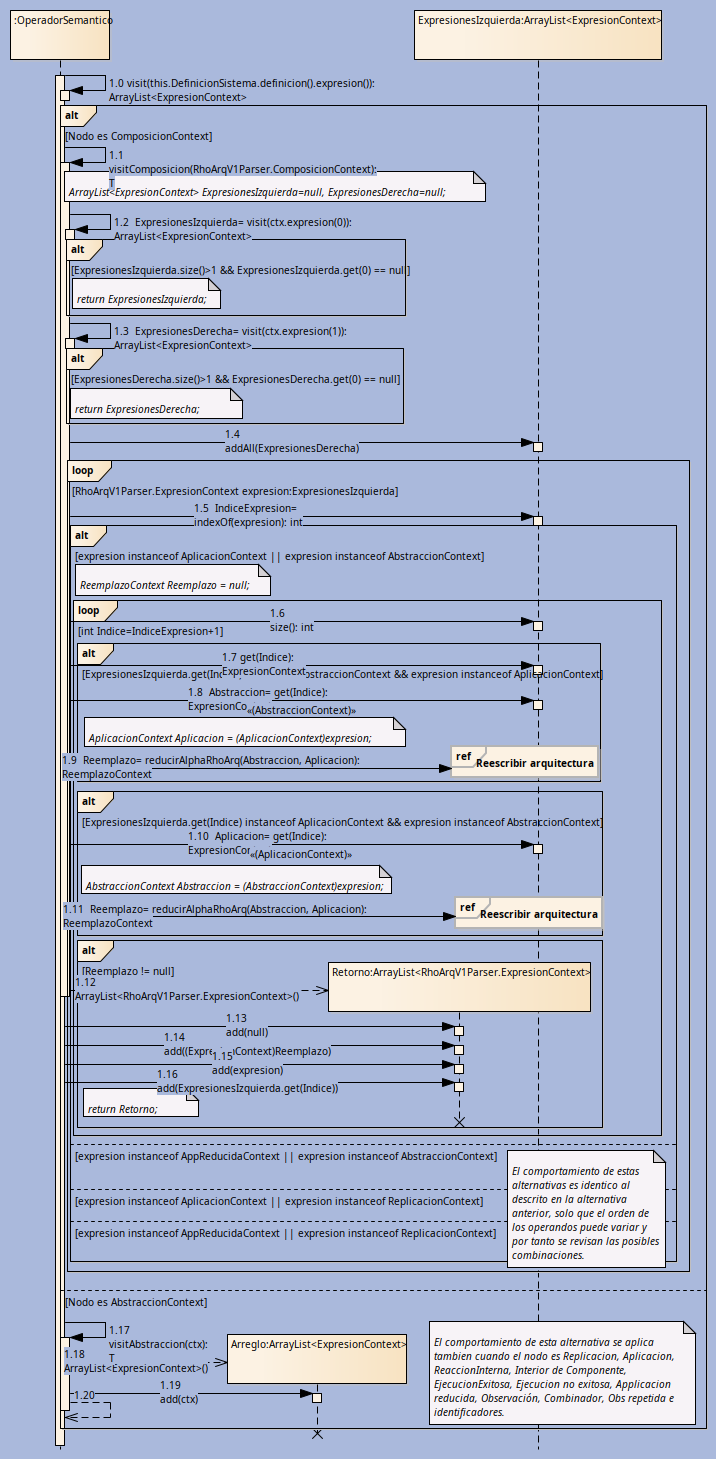 :OperadorSemantico
ExpresionesIzquierda:ArrayList<ExpresionContext>
1.0 visit(this.DefinicionSistema.definicion().expresion()):
ArrayList<ExpresionContext>
alt
[Nodo es ComposicionContext]
1.1
visitComposicion(RhoArqV1Parser.ComposicionContext):
T
ArrayList<ExpresionContext> ExpresionesIzquierda=null, ExpresionesDerecha=null;
1.2 ExpresionesIzquierda= visit(ctx.expresion(0)):
ArrayList<ExpresionContext>
alt
[ExpresionesIzquierda.size()>1 && ExpresionesIzquierda.get(0) == null]
return ExpresionesIzquierda;
1.3 ExpresionesDerecha= visit(ctx.expresion(1)):
ArrayList<ExpresionContext>
alt
[ExpresionesDerecha.size()>1 && ExpresionesDerecha.get(0) == null]
return ExpresionesDerecha;
1.4
addAll(ExpresionesDerecha)
loop
[RhoArqV1Parser.ExpresionContext expresion:ExpresionesIzquierda]
1.5 IndiceExpresion=
indexOf(expresion): int
alt
[expresion instanceof AplicacionContext || expresion instanceof AbstraccionContext]
ReemplazoContext Reemplazo = null;
loop
1.6
size(): int
[int Indice=IndiceExpresion+1]
alt
1.7 get(Indice):
ExpresionContext
[ExpresionesIzquierda.get(Ind straccionContext && expresion instanceof AplicacionContext]
1.8 Abstraccion= get(Indice):
ExpresionCo
«(AbstraccionContext)»
AplicacionContext Aplicacion = (AplicacionContext)expresion;
1.9 Reemplazo= reducirAlphaRhoArq(Abstraccion, Aplicacion):
ReemplazoContext
ref
Reescribir arquitectura
alt
[ExpresionesIzquierda.get(Indice) instanceof AplicacionContext && expresion instanceof AbstraccionContext]
1.10 Aplicacion= get(Indice):
ExpresionCo
«(AplicacionContext)»
AbstraccionContext Abstraccion = (AbstraccionContext)expresion;
1.11 Reemplazo= reducirAlphaRhoArq(Abstraccion, Aplicacion):
ReemplazoContext
ref
Reescribir arquitectura
alt
[Reemplazo != null]
Retorno:ArrayList<RhoArqV1Parser.ExpresionContext>
1.12
ArrayList<RhoArqV1Parser.ExpresionContext>()
1.13
add(null)
1.14
add((Expre nContext)Reemplazo)
1.15
add(expresion)
1.16
add(ExpresionesIzquierda.get(Indice))
return Retorno;
[expresion instanceof AppReducidaContext || expresion instanceof AbstraccionContext]
[expresion instanceof AplicacionContext || expresion instanceof ReplicacionContext]
[expresion instanceof AppReducidaContext || expresion instanceof ReplicacionContext]
El comportamiento de estas
alternativas es identico al
descrito en la alternativa
anterior, solo que el orden de
los operandos puede variar y
por tanto se revisan las posibles
combinaciones.
[Nodo es AbstraccionContext]
1.17
visitAbstraccion(ctx):
T
1.18
ArrayList<ExpresionContext>()
Arreglo:ArrayList<ExpresionContext>
1.19
add(ctx)
1.20
El comportamiento de esta alternativa se aplica
tambien cuando el nodo es Replicacion, Aplicacion,
ReaccionInterna, Interior de Componente,
EjecucionExitosa, Ejecucion no exitosa, Applicacion
reducida, Observación, Combinador, Obs repetida e
identificadores.